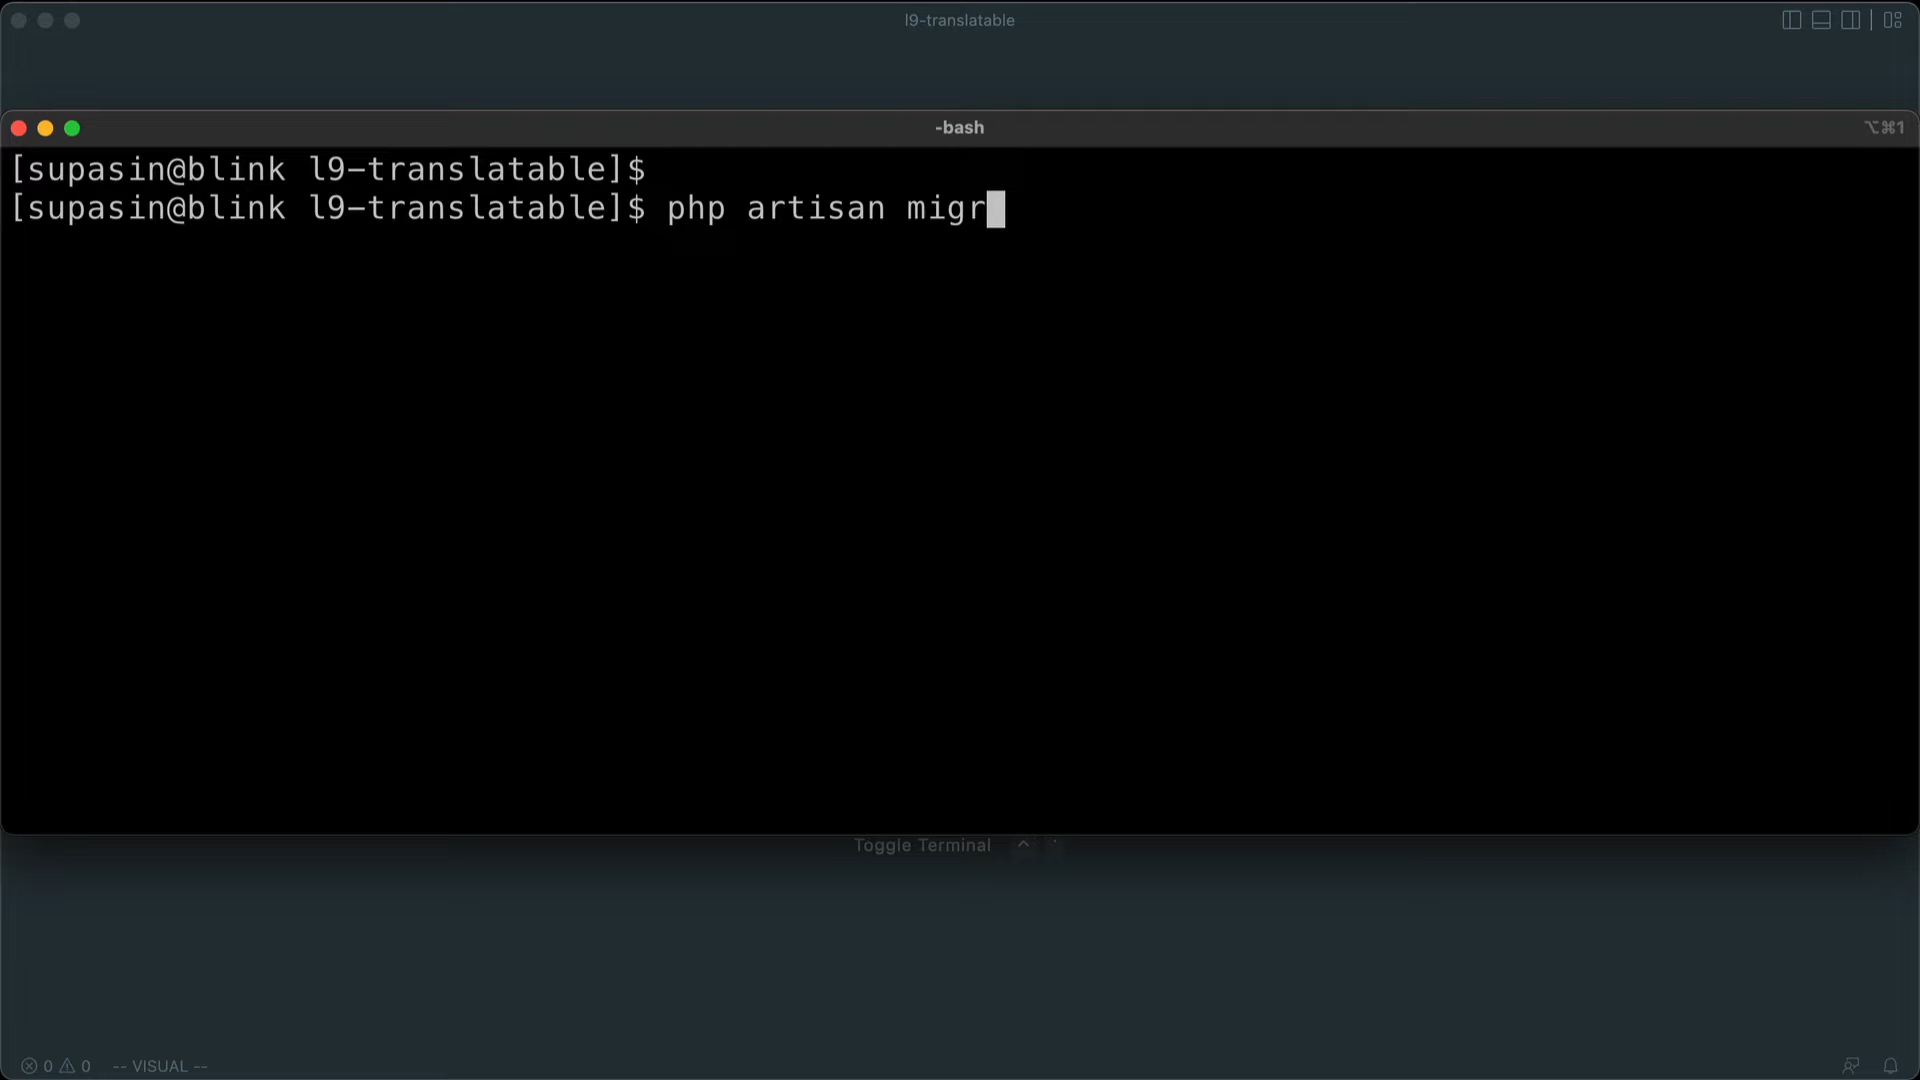 l9-translatable
-bash
⌥⌘1
[supasin@blink l9-translatable]$
[supasin@blink l9-translatable]$ php artisan migr
Toggle Terminal ^ `
0 0 -- VISUAL --